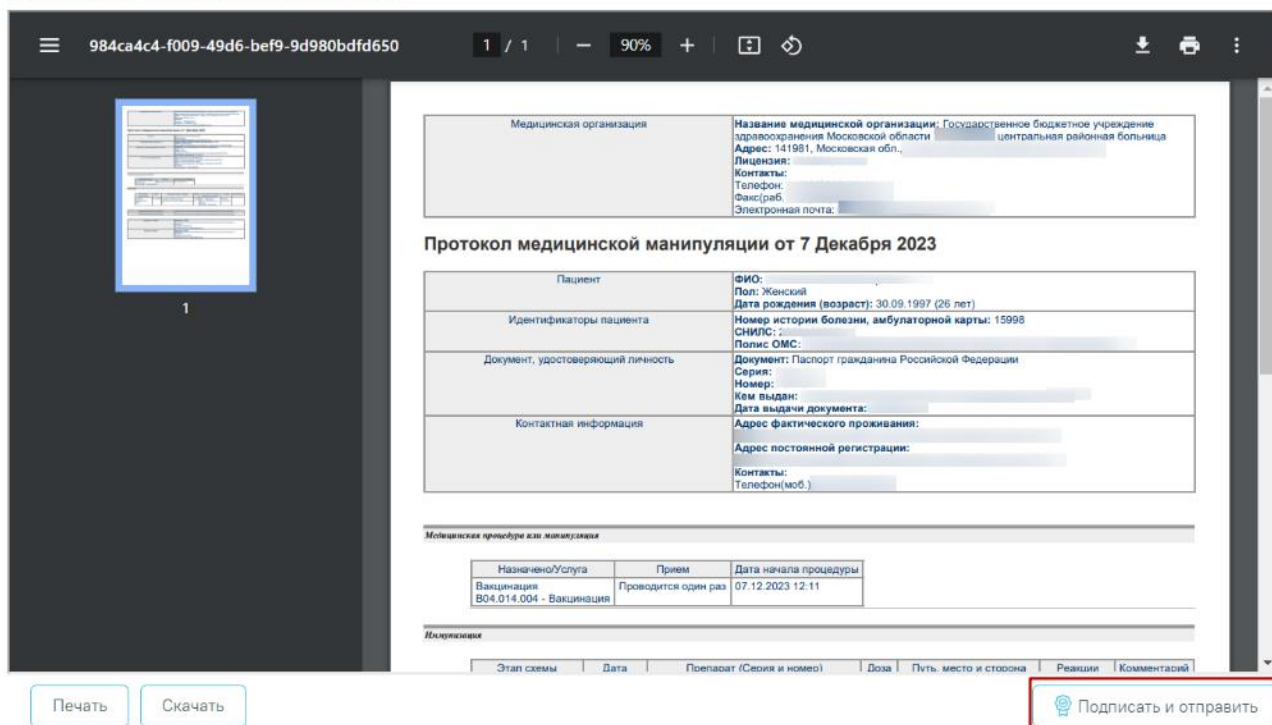 984ca4c4-f009-49d6-bef9-9d980bdfd650
1 / 1
90%
1
Медицинская организация
Название медицинской организации: Государственное бюджетное учреждение
здравоохранения Московской области центральная районная больница
Адрес: 141981, Московская обл.,
Лицензия:
Контакты:
Телефон:
Факс(раб.
Электронная почта:
Протокол медицинской манипуляции от 7 Декабря 2023
Пациент
ФИО:
Пол: Женский
Дата рождения (возраст): 30.09.1997 (26 лет)
Идентификаторы пациента
Номер истории болезни, амбулаторной карты: 15998
СНИЛС:
Полис ОМС:
Документ, удостоверяющий личность
Документ: Паспорт гражданина Российской Федерации
Серия:
Номер:
Кем выдан:
Дата выдачи документа:
Контактная информация
Адрес фактического проживания:
Адрес постоянной регистрации:
Контакты:
Телефон(моб.)
Медицинская процедура или манипуляция
Назначено/Услуга Прием Дата начала процедуры
Вакцинация Проводится один раз 07.12.2023 12:11
B04.014.004 - Вакцинация
Иммунизация
Этап схемы Дата Препарат (Серия и номер) Доза Путь, место и сторона Реакции Комментарий
Печать Скачать Подписать и отправить